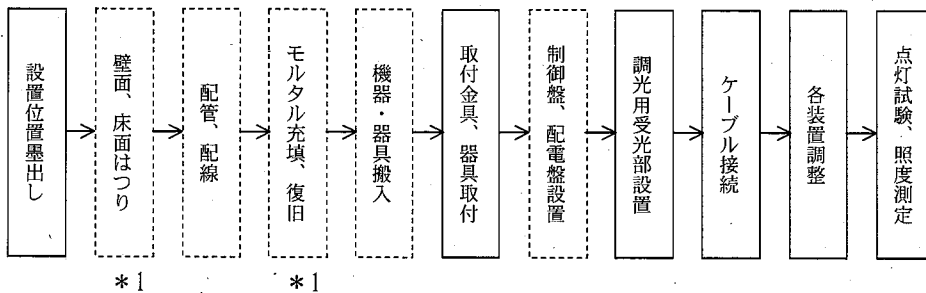 設置位置墨出し
壁面、床面はつり
配管、配線
モルタル充填、復旧
機器・器具搬入
取付金具、器具取付
制御盤、配電盤設置
調光用受光部設置
ケーブル接続
各装置調整
点灯試験、照度測定
＊1
＊1